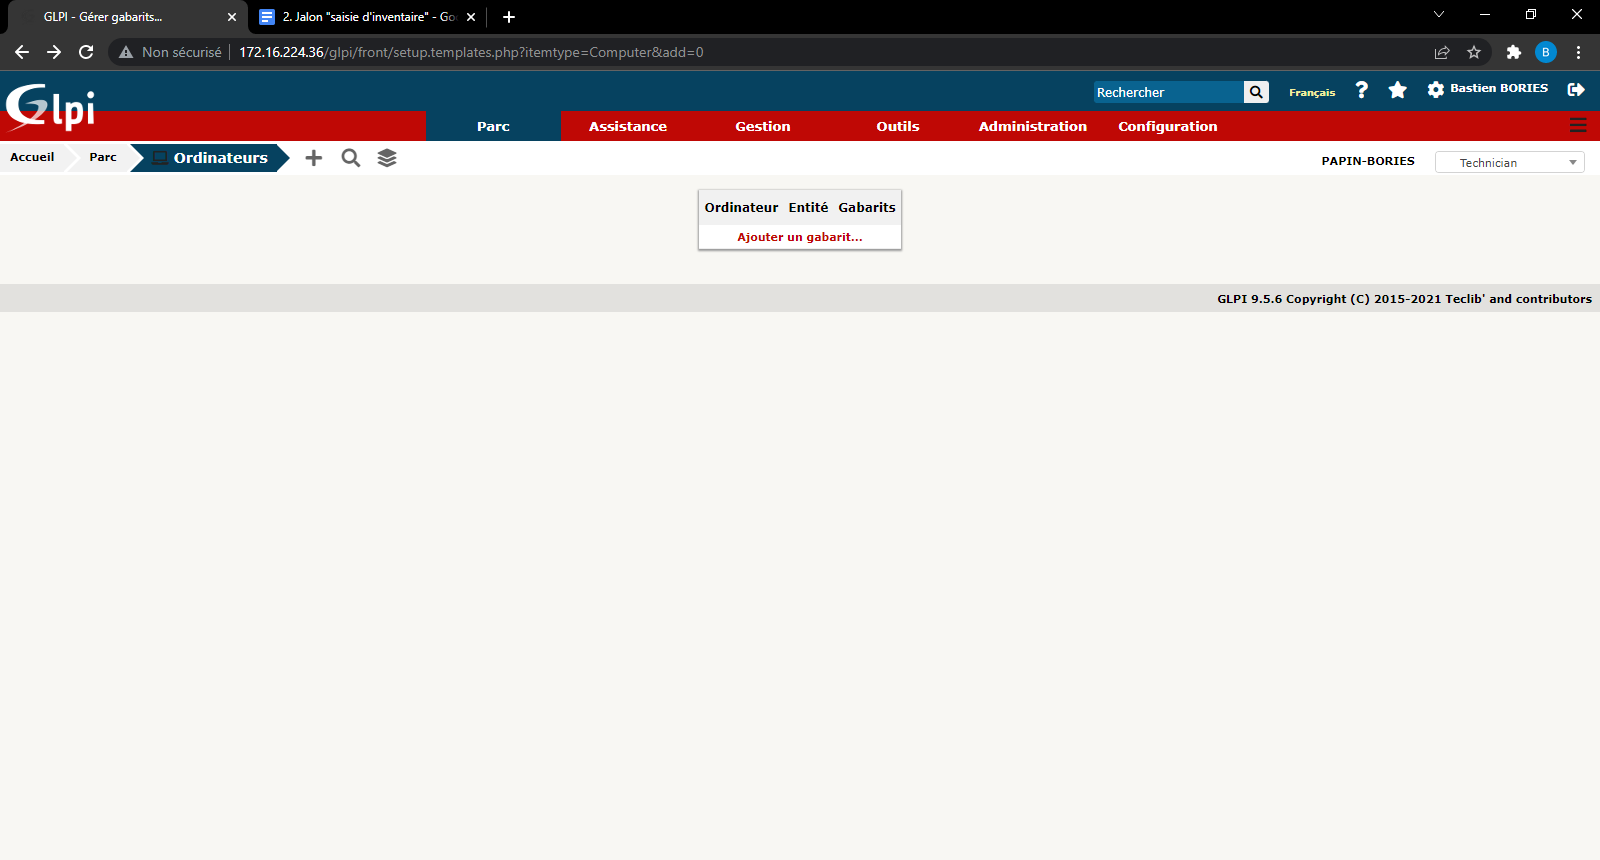 GLPI - Gérer gabarits...
2. Jalon "saisie d'inventaire" - Go
Non sécurisé 172.16.224.36/glpi/front/setup.templates.php?itemtype=Computer&add=0
B
Glpi
Rechercher Français ? Bastien BORIES
Parc Assistance Gestion Outils Administration Configuration
Accueil Parc Ordinateurs PAPIN-BORIES Technician
Ordinateur Entité Gabarits
Ajouter un gabarit...
GLPI 9.5.6 Copyright (C) 2015-2021 Teclib' and contributors